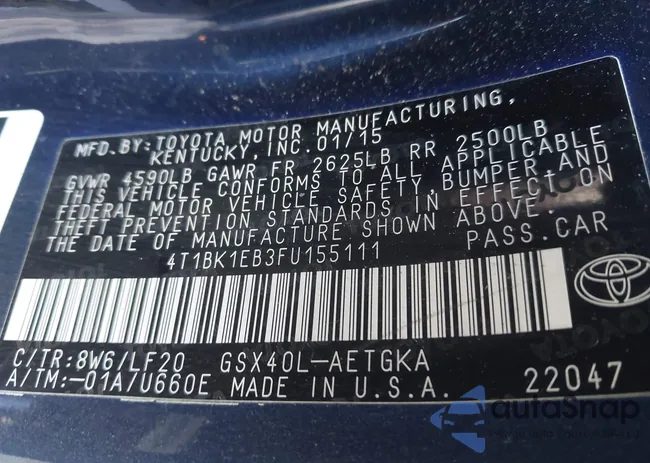 MFD.BY:TOYOTA MOTOR MANUFACTURING,
KENTUCKY, INC. 01/15
GVWR 4590LB GAWR FR 2625LB RR 2500LB
THIS VEHICLE CONFORMS TO ALL APPLICABLE
FEDERAL MOTOR VEHICLE SAFETY, BUMPER AND
THEFT PREVENTION STANDARDS IN EFFECT ON
THE DATE OF MANUFACTURE SHOWN ABOVE.
4T1BK1EB3FU155111 PASS.CAR
C/TR:8W6/LF20 GSX40L-AETGKA
A/TM:-01A/U660E MADE IN U.S.A. 22047
autoSnap